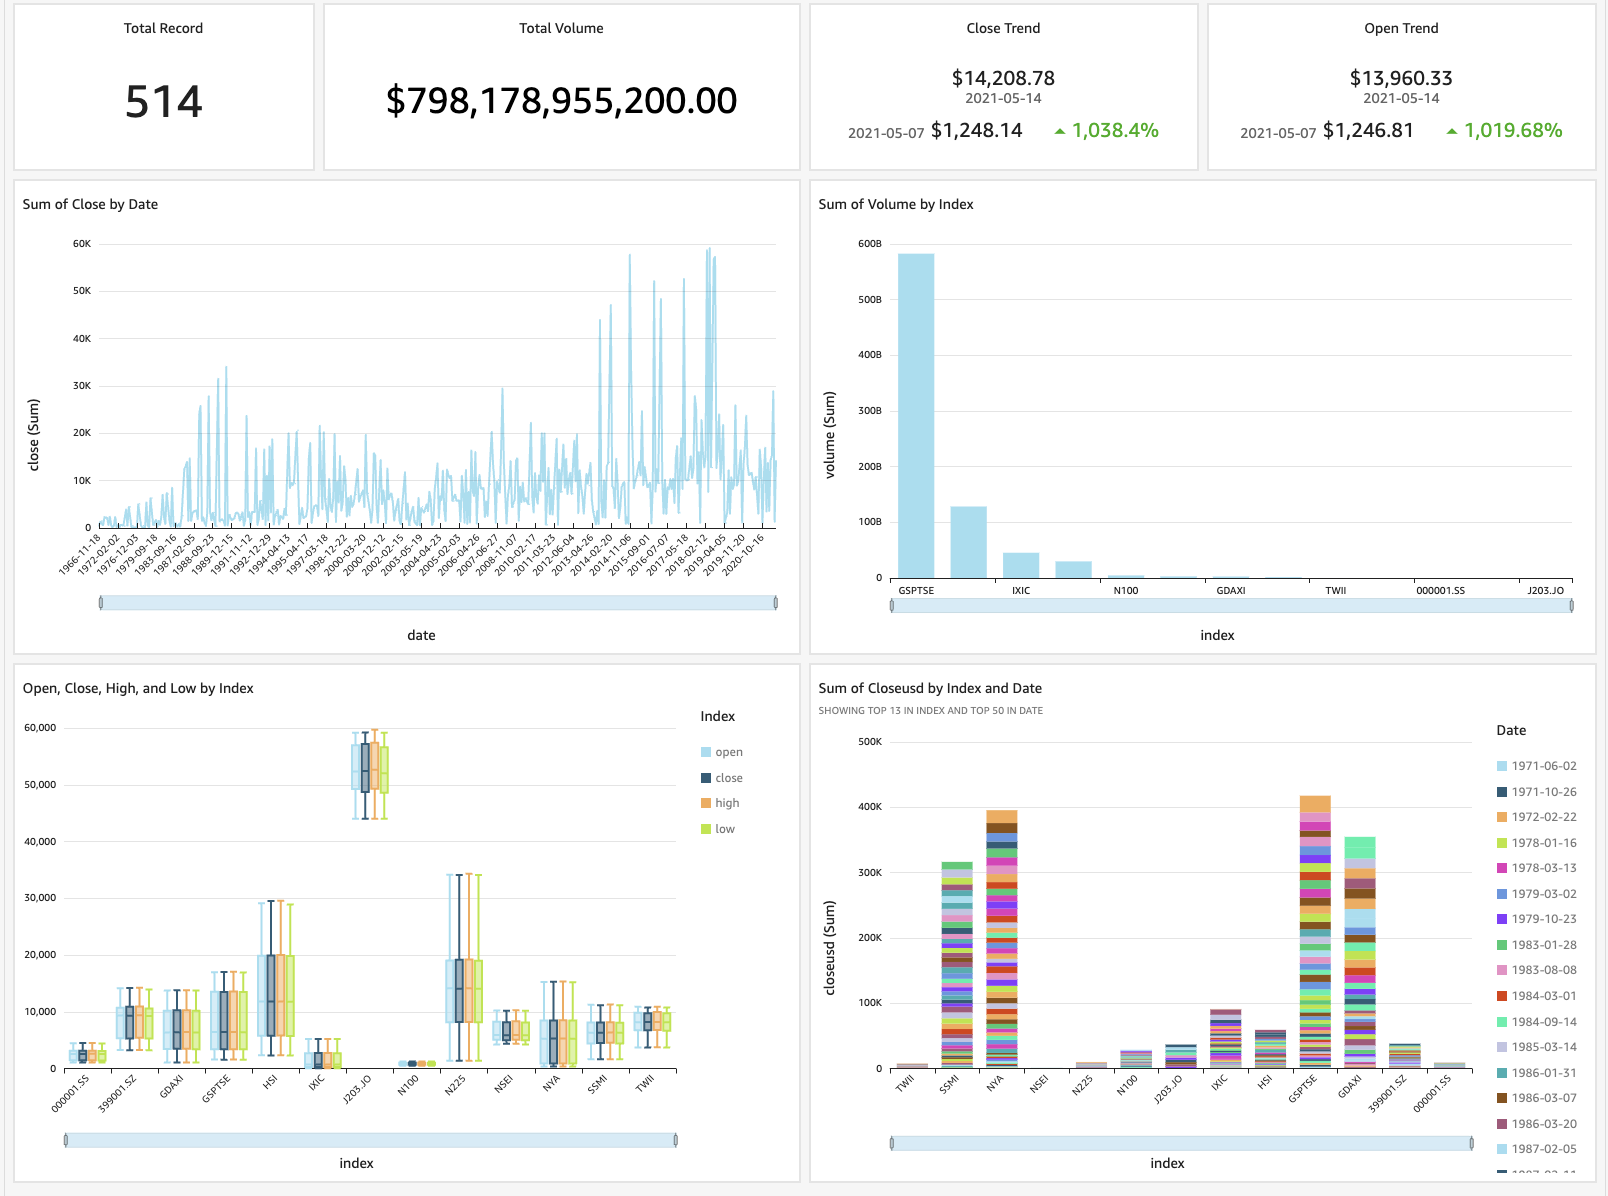 Total Record
514
Total Volume
$798,178,955,200.00
Close Trend
$14,208.78
2021-05-14
2021-05-07 $1,248.14 1,038.4%
Open Trend
$13,960.33
2021-05-14
2021-05-07 $1,246.81 1,019.68%
Sum of Close by Date
60K
50K
40K
30K
20K
10K
0
close (Sum)
1966-11-18
1972-02-02
1976-12-03
1979-09-18
1983-09-16
1987-02-05
1988-09-23
1989-12-15
1991-11-12
1992-12-29
1994-04-13
1995-04-17
1997-03-18
1998-12-22
2000-03-20
2000-12-12
2002-02-15
2003-05-19
2004-04-23
2005-02-03
2006-04-26
2007-06-27
2008-11-07
2010-02-17
2011-03-23
2012-06-04
2013-04-26
2014-02-20
2014-11-06
2015-09-01
2016-07-07
2017-05-18
2018-02-12
2019-04-05
2019-11-20
2020-10-16
date
Sum of Volume by Index
600B
500B
400B
300B
200B
100B
0
volume (Sum)
GSPTSE IXIC N100 GDAXI TWII 000001.SS J203.JO
index
Open, Close, High, and Low by Index
60,000
50,000
40,000
30,000
20,000
10,000
0
000001.SS
399001.SZ
GDAXI
GSPTSE
HSI
IXIC
J203.JO
N100
N225
NSEI
NYA
SSMI
TWII
index
Index
open
close
high
low
Sum of Closeusd by Index and Date
SHOWING TOP 13 IN INDEX AND TOP 50 IN DATE
500K
400K
300K
200K
100K
0
closeusd (Sum)
TWII
SSMI
NYA
NSEI
N225
N100
J203.JO
IXIC
HSI
GSPTSE
GDAXI
399001.SZ
000001.SS
index
Date
1971-06-02
1971-10-26
1972-02-22
1978-01-16
1978-03-13
1979-03-02
1979-10-23
1983-01-28
1983-08-08
1984-03-01
1984-09-14
1985-03-14
1986-01-31
1986-03-07
1986-03-20
1987-02-05